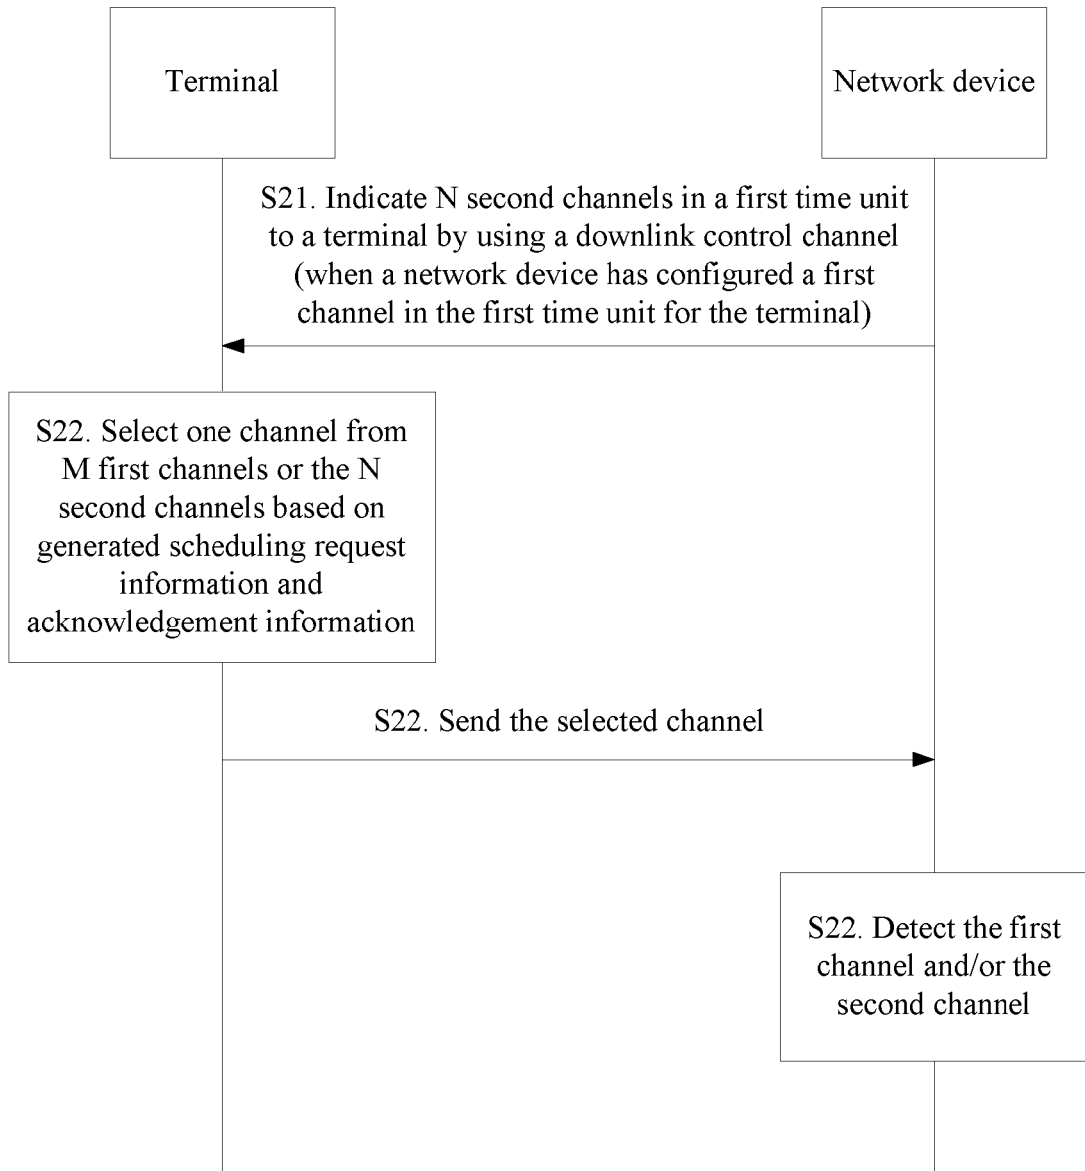 Terminal
Network device
S21. Indicate N second channels in a first time unit
to a terminal by using a downlink control channel
(when a network device has configured a first
channel in the first time unit for the terminal)
S22. Select one channel from
M first channels or the N
second channels based on
generated scheduling request
information and
acknowledgement information
S22. Send the selected channel
S22. Detect the first
channel and/or the
second channel